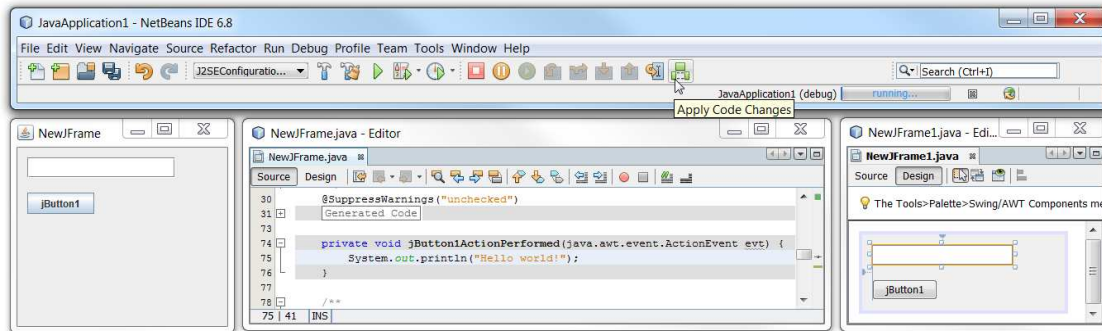 JavaApplication1 - NetBeans IDE 6.8
File Edit View Navigate Source Refactor Run Debug Profile Team Tools Window Help
J2SEConfiguratio...
Search (Ctrl+I)
JavaApplication1 (debug) running...
Apply Code Changes
NewJFrame
jButton1
NewJFrame.java - Editor
NewJFrame.java
Source Design
30 @SuppressWarnings("unchecked")
31 Generated Code
73
74 private void jButton1ActionPerformed(java.awt.event.ActionEvent evt) {
75 System.out.println("Hello world!");
76 }
77
78 /**
75 | 41 INS
NewJFrame1.java - Edi...
NewJFrame1.java
Source Design
The Tools>Palette>Swing/AWT Components me
jButton1